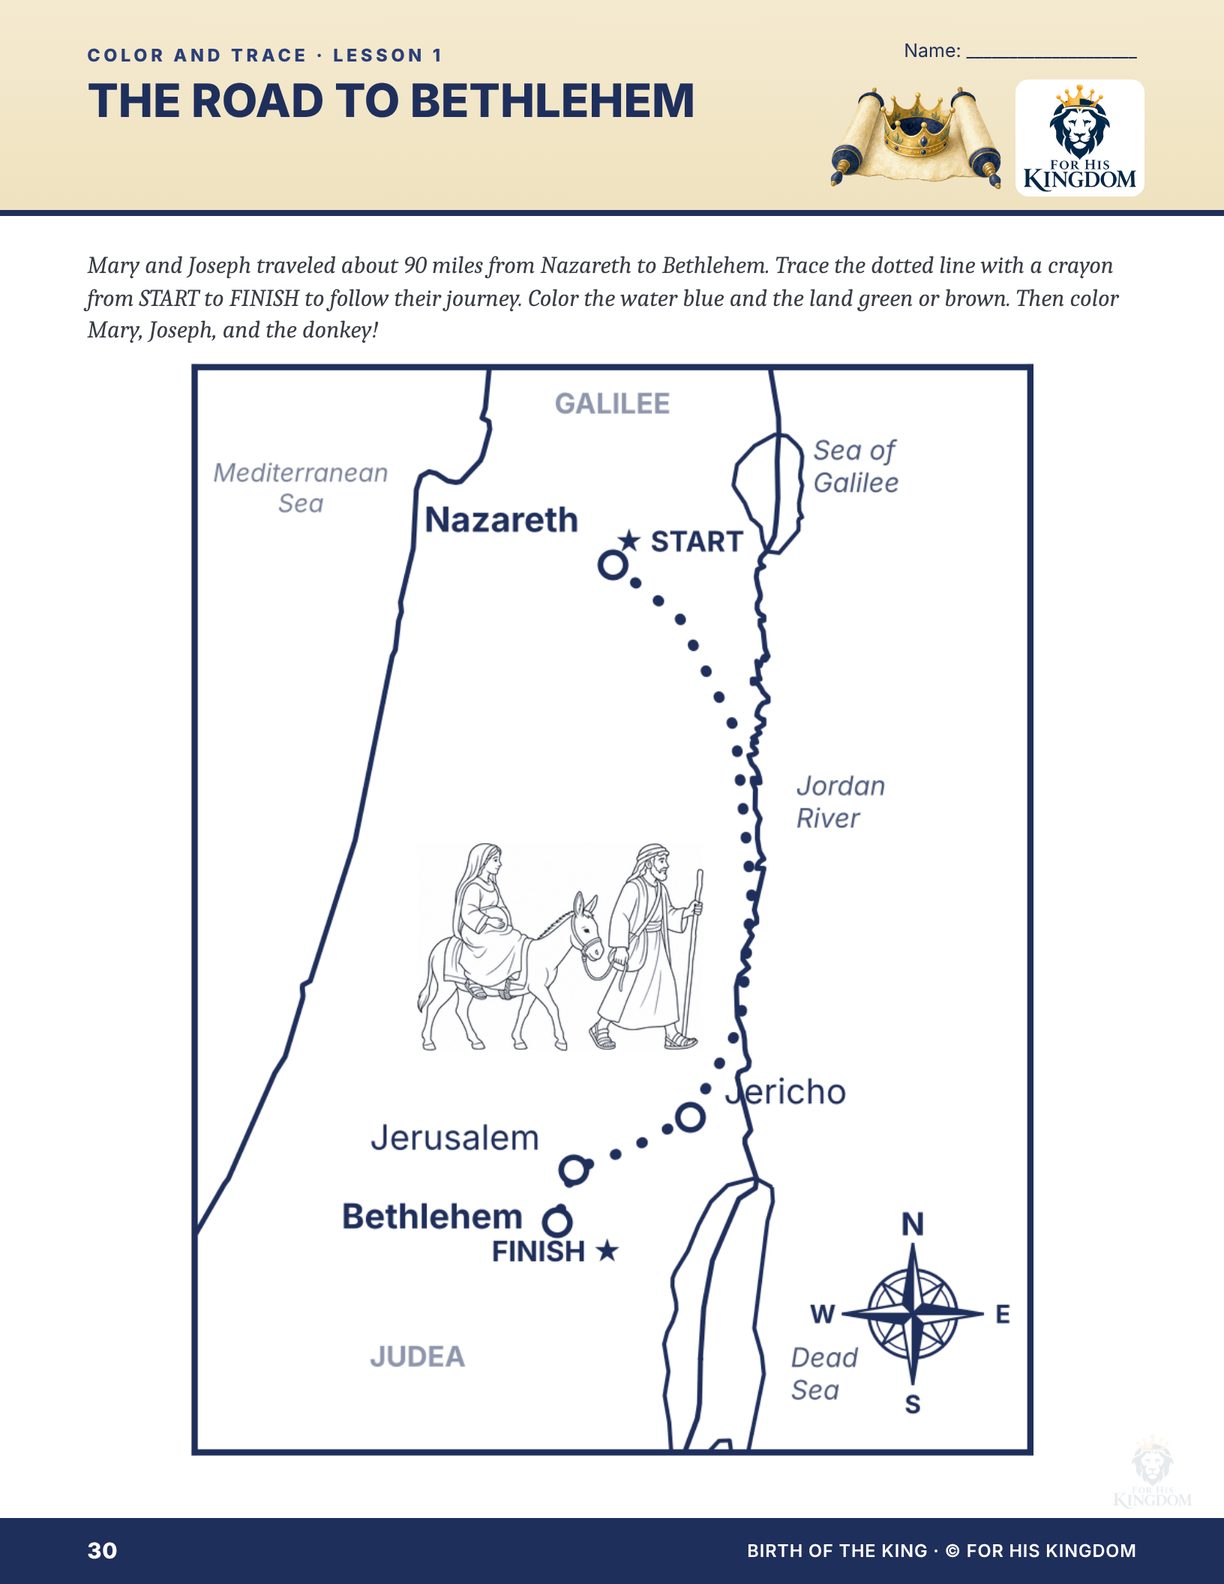 COLOR AND TRACE · LESSON 1
Name: ____________________
THE ROAD TO BETHLEHEM
FOR HIS
KINGDOM
Mary and Joseph traveled about 90 miles from Nazareth to Bethlehem. Trace the dotted line with a crayon
from START to FINISH to follow their journey. Color the water blue and the land green or brown. Then color
Mary, Joseph, and the donkey!
GALILEE
Mediterranean
Sea
Sea of
Galilee
Nazareth
★ START
Jordan
River
Jericho
Jerusalem
Bethlehem
FINISH ★
N
W
E
S
JUDEA
Dead
Sea
FOR HIS
KINGDOM
30
BIRTH OF THE KING · © FOR HIS KINGDOM